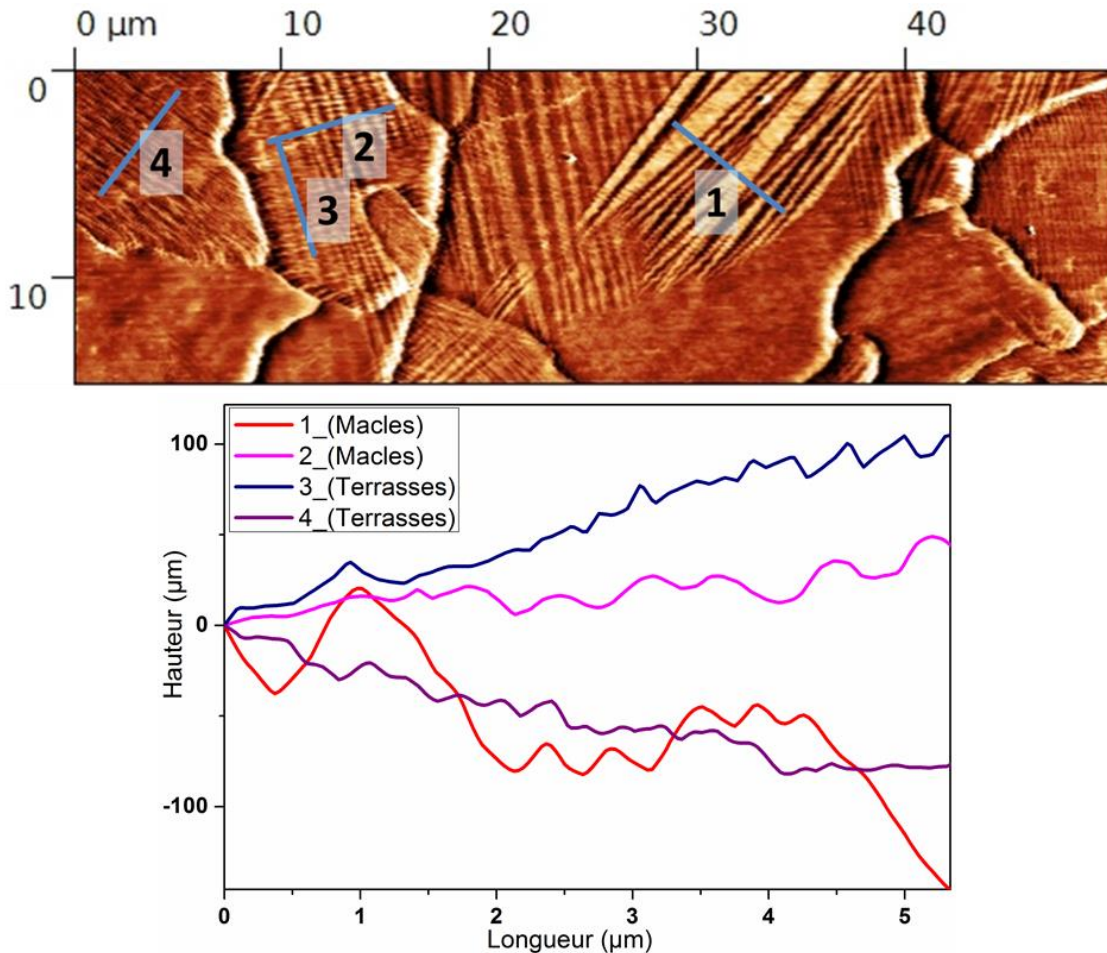 0 µm 10 20 30 40
0
10
4
2
3
1
1_(Macles)
2_(Macles)
3_(Terrasses)
4_(Terrasses)
100
0
-100
Hauteur (µm)
0 1 2 3 4 5
Longueur (µm)